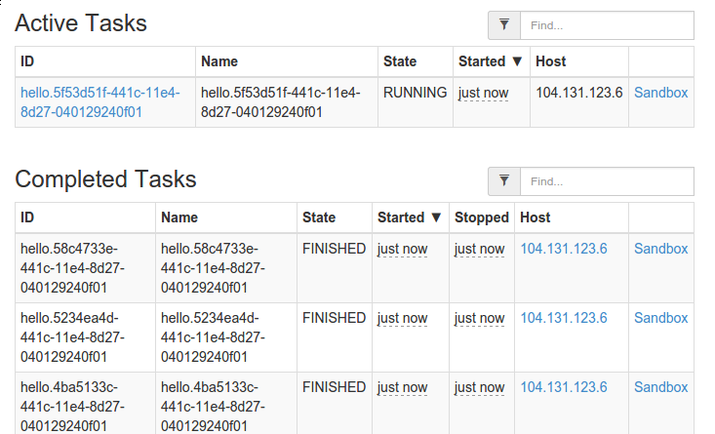 Active Tasks
Find...
ID Name State Started ▼ Host
hello.5f53d51f-441c-11e4- hello.5f53d51f-441c-11e4- RUNNING just now 104.131.123.6 Sandbox
8d27-040129240f01 8d27-040129240f01
Completed Tasks
Find...
ID Name State Started ▼ Stopped Host
hello.58c4733e- hello.58c4733e- FINISHED just now just now 104.131.123.6 Sandbox
441c-11e4-8d27- 441c-11e4-8d27-
040129240f01 040129240f01
hello.5234ea4d- hello.5234ea4d- FINISHED just now just now 104.131.123.6 Sandbox
441c-11e4-8d27- 441c-11e4-8d27-
040129240f01 040129240f01
hello.4ba5133c- hello.4ba5133c- FINISHED just now just now 104.131.123.6 Sandbox
441c-11e4-8d27- 441c-11e4-8d27-
040129240f01 040129240f01